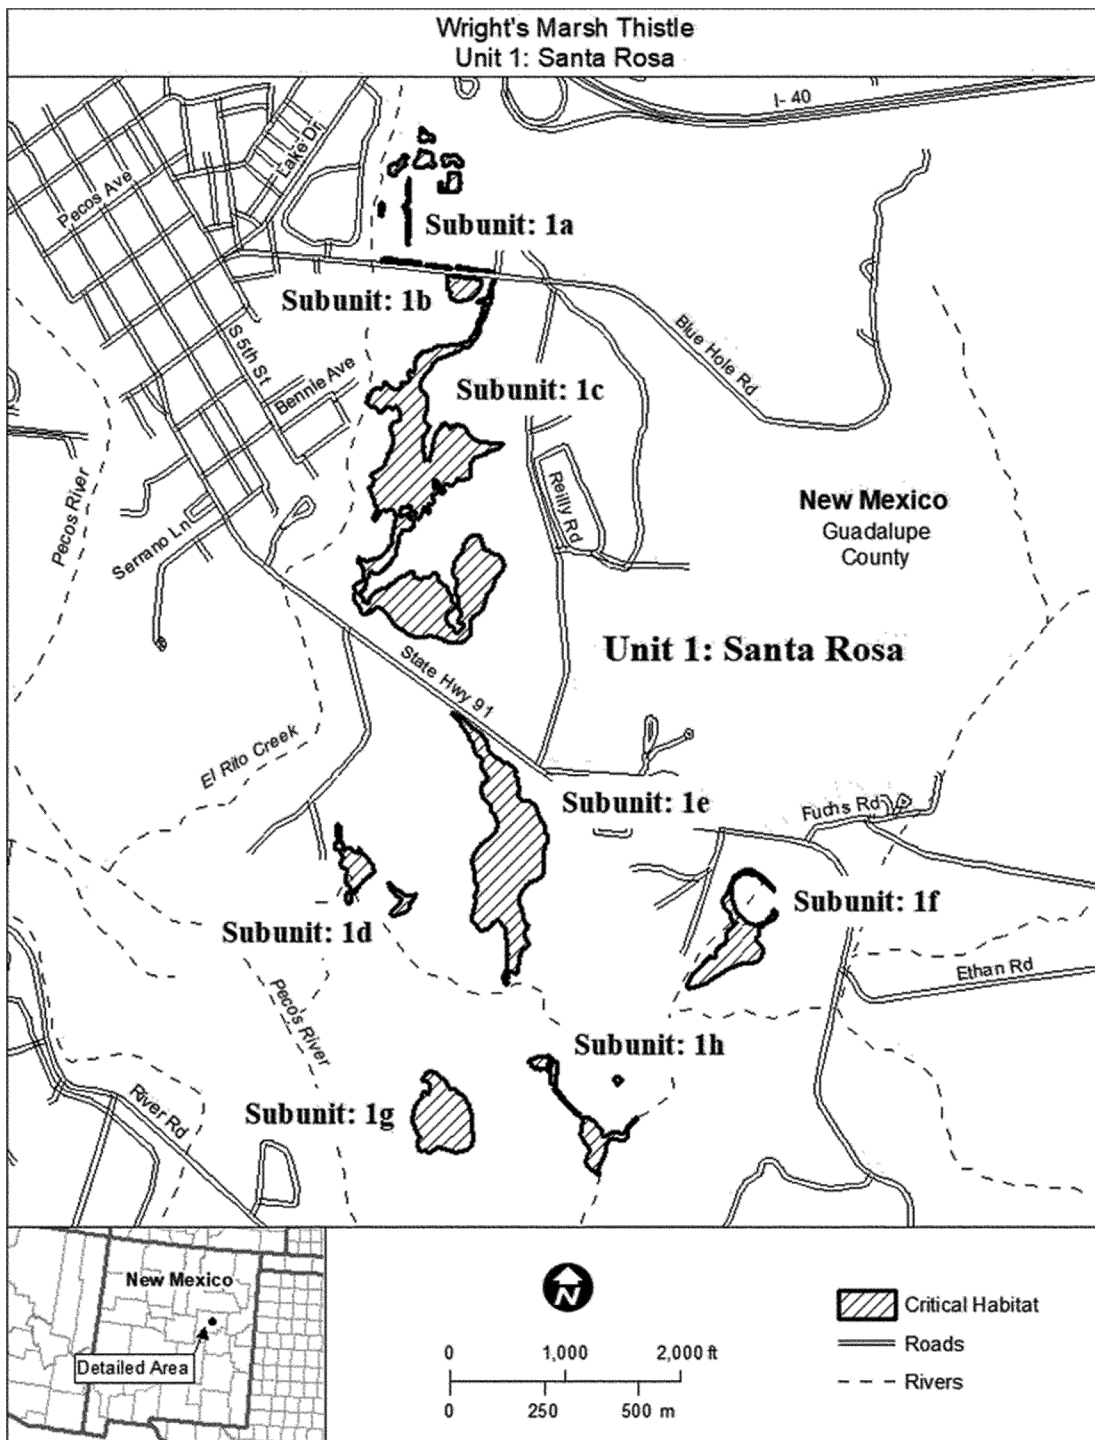 Wright's Marsh Thistle
Unit 1: Santa Rosa
I- 40
Lake Dr
Pecos Ave
Subunit: 1a
Subunit: 1b
S 5th St
Bennie Ave
Blue Hole Rd
Subunit: 1c
Pecos River
Reilly Rd
New Mexico
Guadalupe
County
Serrano Ln
Unit 1: Santa Rosa
State Hwy 91
El Rito Creek
Subunit: 1e
Fuchs Rd
Subunit: 1f
Subunit: 1d
Ethan Rd
Pecos River
Subunit: 1h
River Rd
Subunit: 1g
New Mexico
Detailed Area
N
0 1,000 2,000 ft
0 250 500 m
Critical Habitat
Roads
Rivers